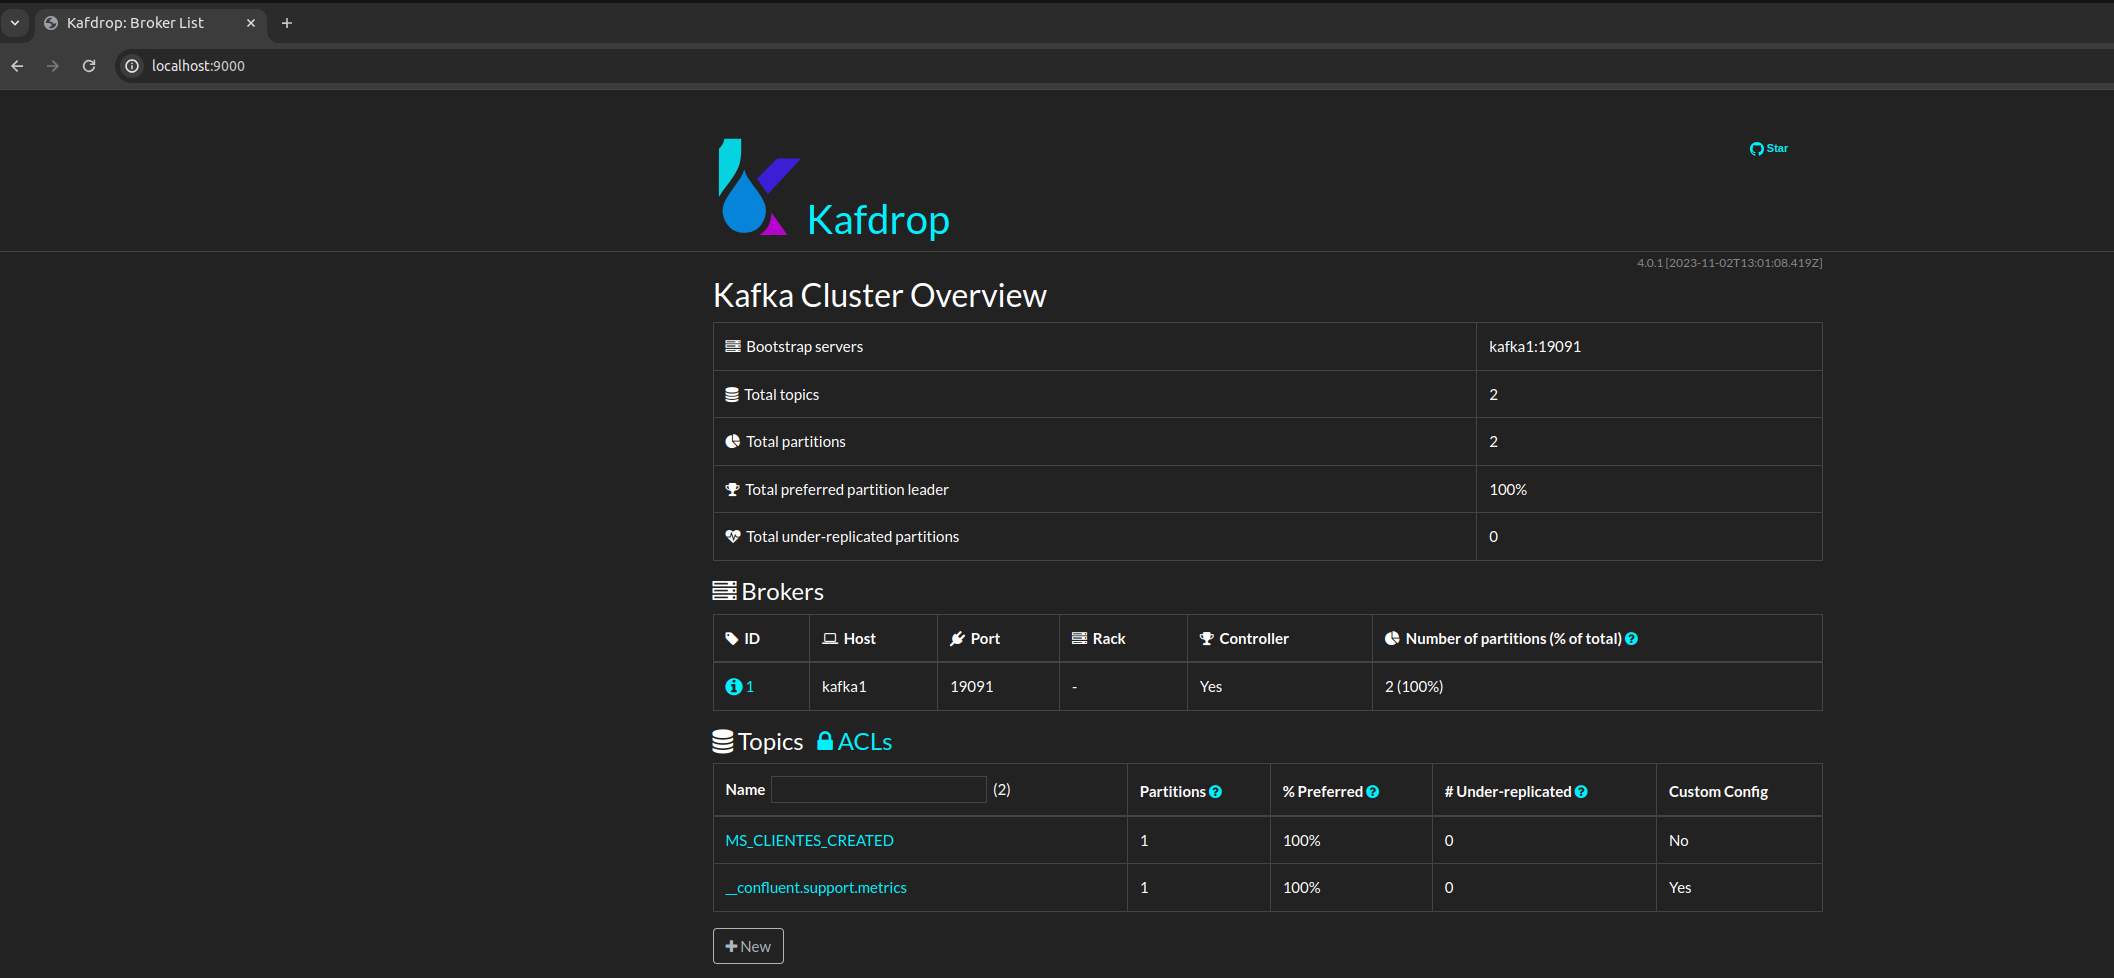 Kafdrop: Broker List
localhost:9000
Star
Kafdrop
4.0.1 [2023-11-02T13:01:08.419Z]
Kafka Cluster Overview
Bootstrap servers kafka1:19091
Total topics 2
Total partitions 2
Total preferred partition leader 100%
Total under-replicated partitions 0
Brokers
ID Host Port Rack Controller Number of partitions (% of total)
1 kafka1 19091 - Yes 2 (100%)
Topics ACLs
Name (2) Partitions % Preferred # Under-replicated Custom Config
MS_CLIENTES_CREATED 1 100% 0 No
__confluent.support.metrics 1 100% 0 Yes
New